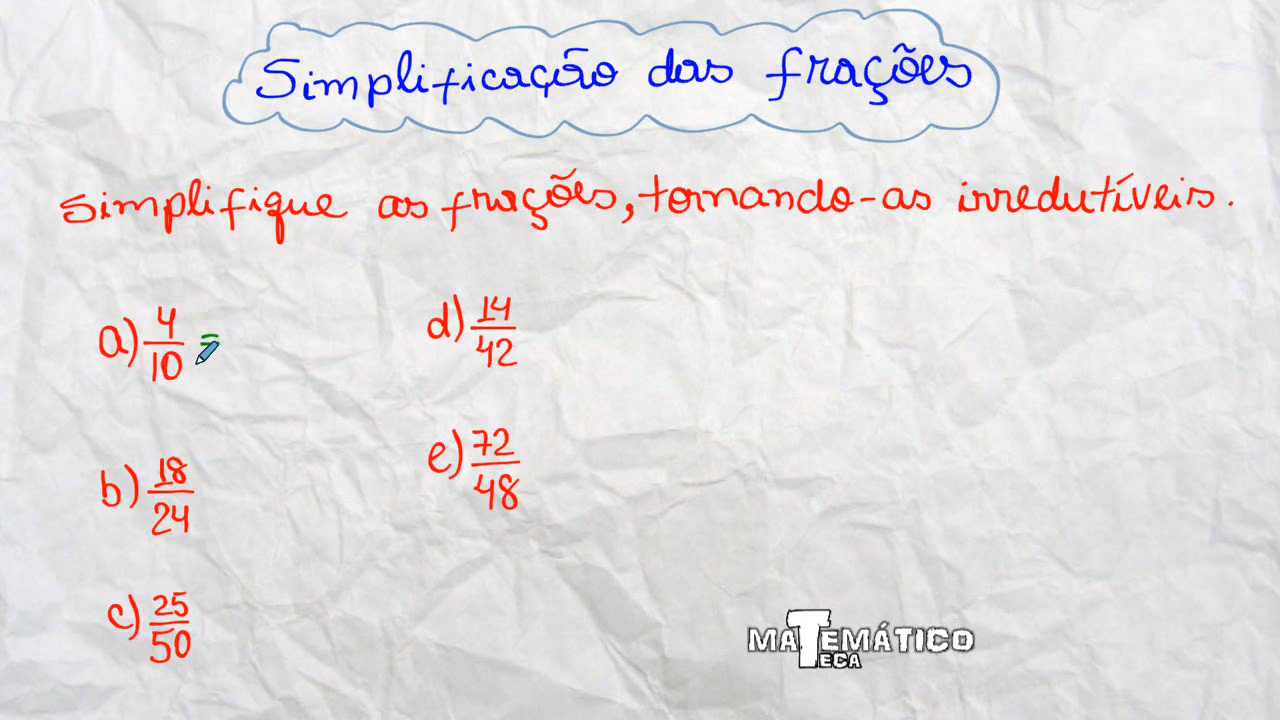 Simplificação das frações
Simplifique as frações, tornando-as irredutíveis.
a) 4/10 =
b) 18/24
c) 25/50
d) 14/42
e) 72/48
MATEMÁTICO
TECA